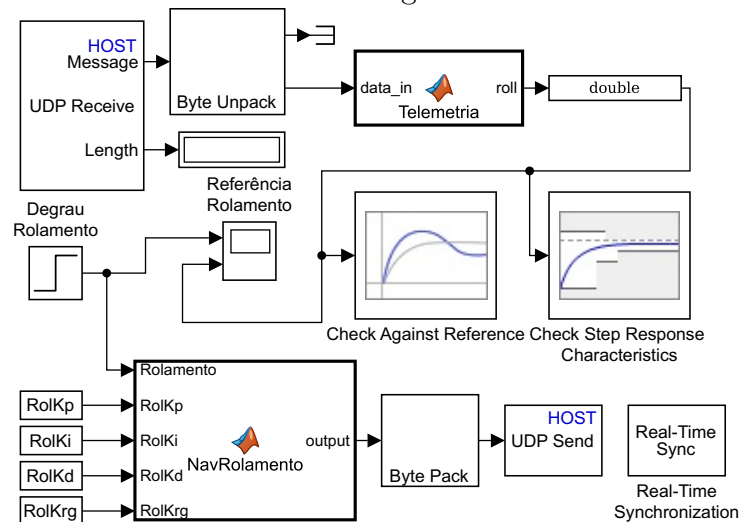 HOST
Message
UDP Receive
Length
Byte Unpack
data_in
roll
Telemetria
double
Degrau
Rolamento
Referência
Rolamento
Check Against Reference
Check Step Response
Characteristics
RolKp
RolKi
RolKd
RolKrg
Rolamento
RolKp
RolKi
RolKd
RolKrg
NavRolamento
output
Byte Pack
HOST
UDP Send
Real-Time
Sync
Real-Time
Synchronization